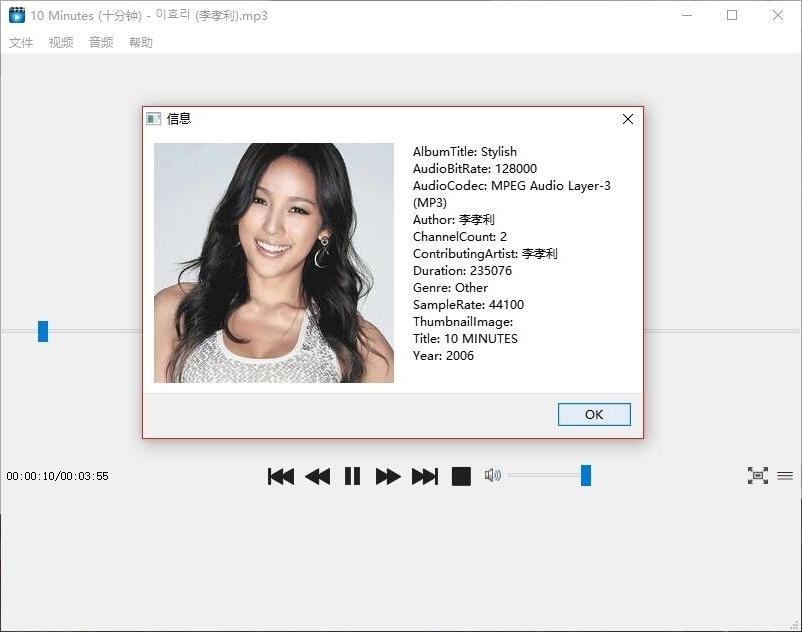 10 Minutes (十分钟) - 이효리 (李孝利).mp3
文件 视频 音频 帮助
信息
AlbumTitle: Stylish
AudioBitRate: 128000
AudioCodec: MPEG Audio Layer-3
(MP3)
Author: 李孝利
ChannelCount: 2
ContributingArtist: 李孝利
Duration: 235076
Genre: Other
SampleRate: 44100
ThumbnailImage:
Title: 10 MINUTES
Year: 2006
OK
00:00:10/00:03:55